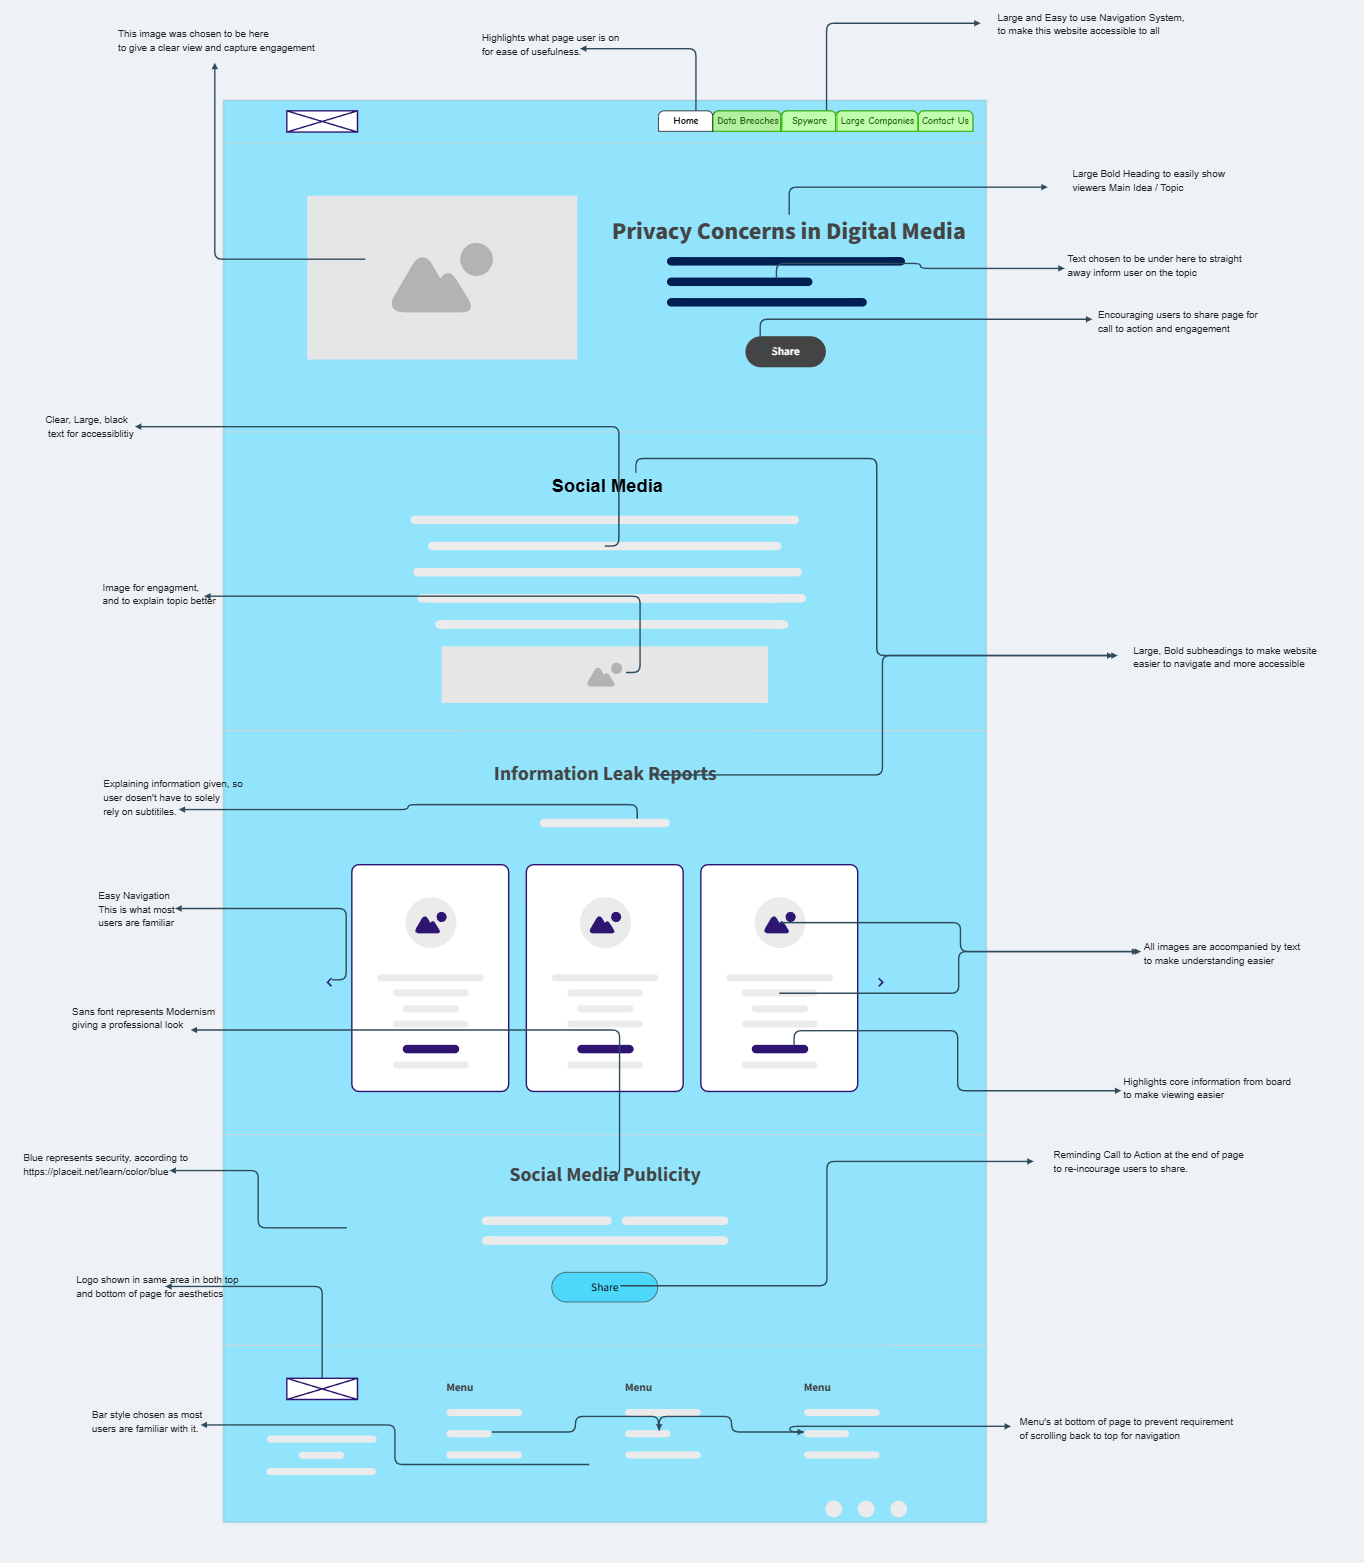 Large and Easy to use Navigation System,
to make this website accessible to all
This image was chosen to be here
to give a clear view and capture engagement
Highlights what page user is on
for ease of usefulness.
Home
Data Breaches
Spyware
Large Companies
Contact Us
Large Bold Heading to easily show
viewers Main Idea / Topic
Privacy Concerns in Digital Media
Text chosen to be under here to straight
away inform user on the topic
Encouraging users to share page for
call to action and engagement
Share
Clear, Large, black
text for accessiblitiy
Social Media
Image for engagment,
and to explain topic better
Large, Bold subheadings to make website
easier to navigate and more accessible
Information Leak Reports
Explaining information given, so
user dosen't have to solely
rely on subtitiles.
Easy Navigation
This is what most
users are familiar
All images are accompanied by text
to make understanding easier
Sans font represents Modernism
giving a professional look
Highlights core information from board
to make viewing easier
Blue represents security, according to
https://placeit.net/learn/color/blue
Reminding Call to Action at the end of page
to re-incourage users to share.
Social Media Publicity
Share
Logo shown in same area in both top
and bottom of page for aesthetics
Menu
Menu
Menu
Bar style chosen as most
users are familiar with it.
Menu's at bottom of page to prevent requirement
of scrolling back to top for navigation